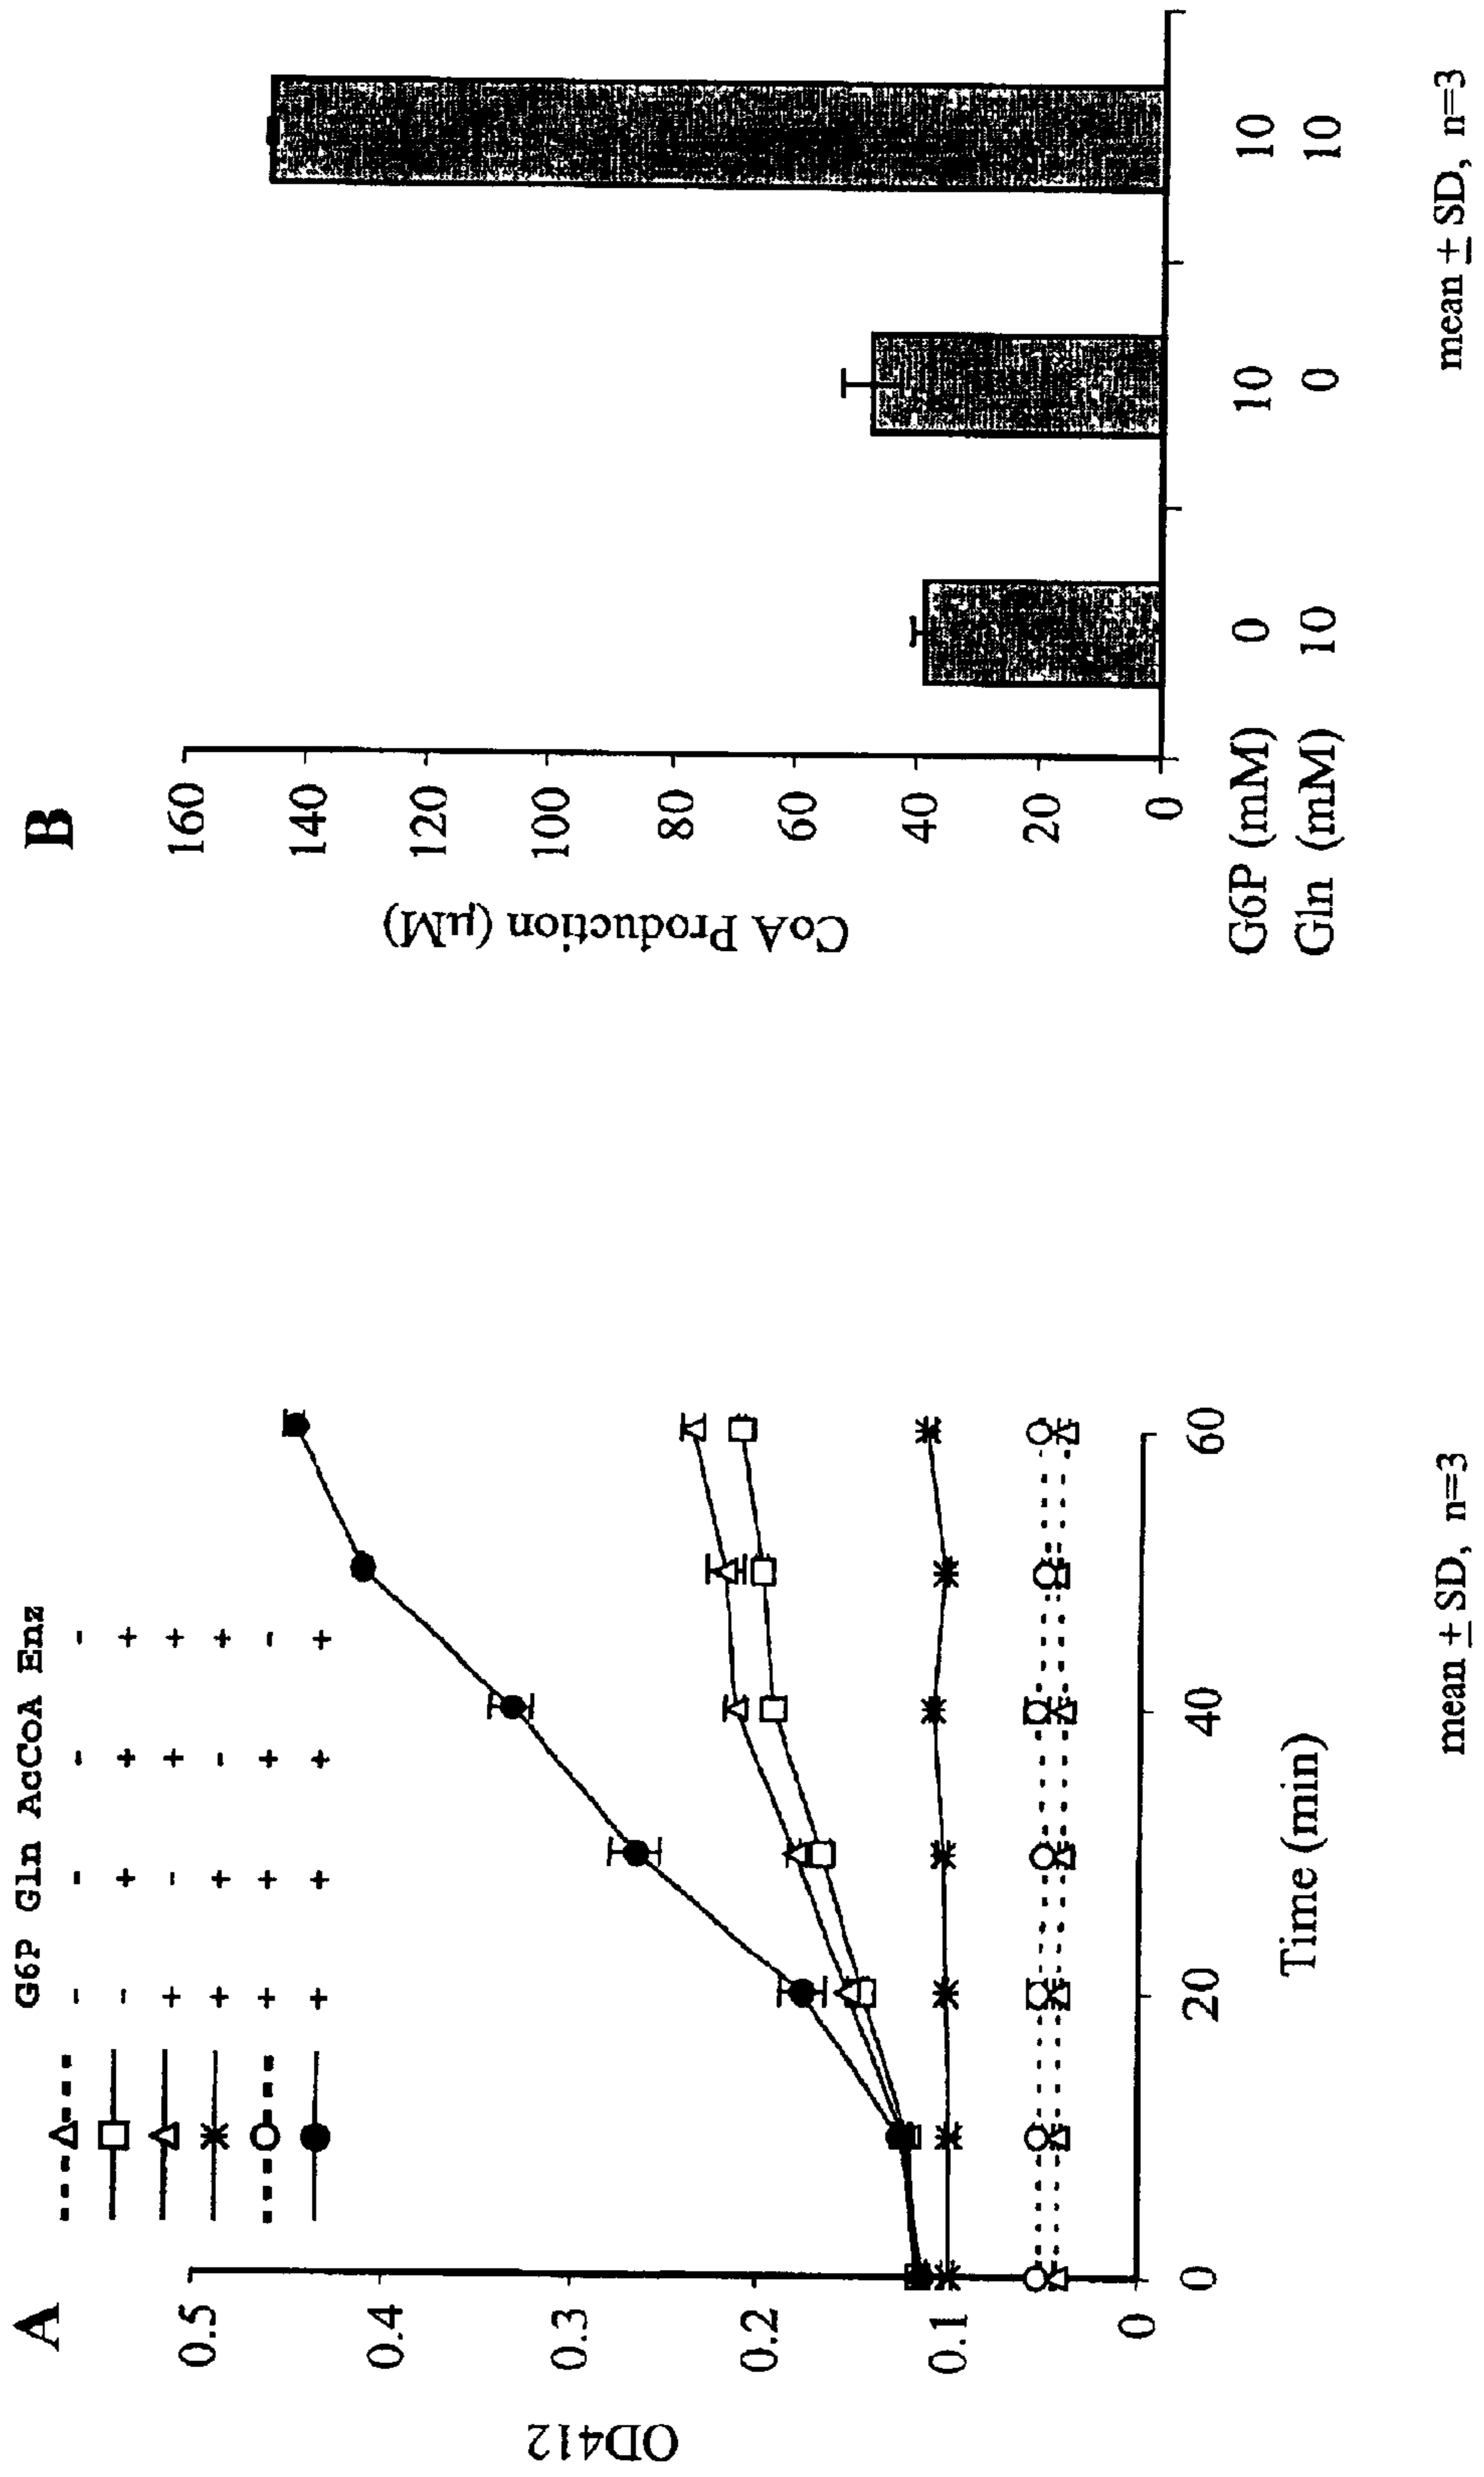 A
G6P Gln AcCoA Enz
- - - -
- + + +
+ - + +
+ + - +
+ + + -
+ + + +
0.5
0.4
0.3
0.2
0.1
0
OD412
0 20 40 60
Time (min)
mean ± SD, n=3
B
160
140
120
100
80
60
40
20
0
CoA Production (µM)
G6P (mM) 0 10 10
Gln (mM) 10 0 10
mean ± SD, n=3